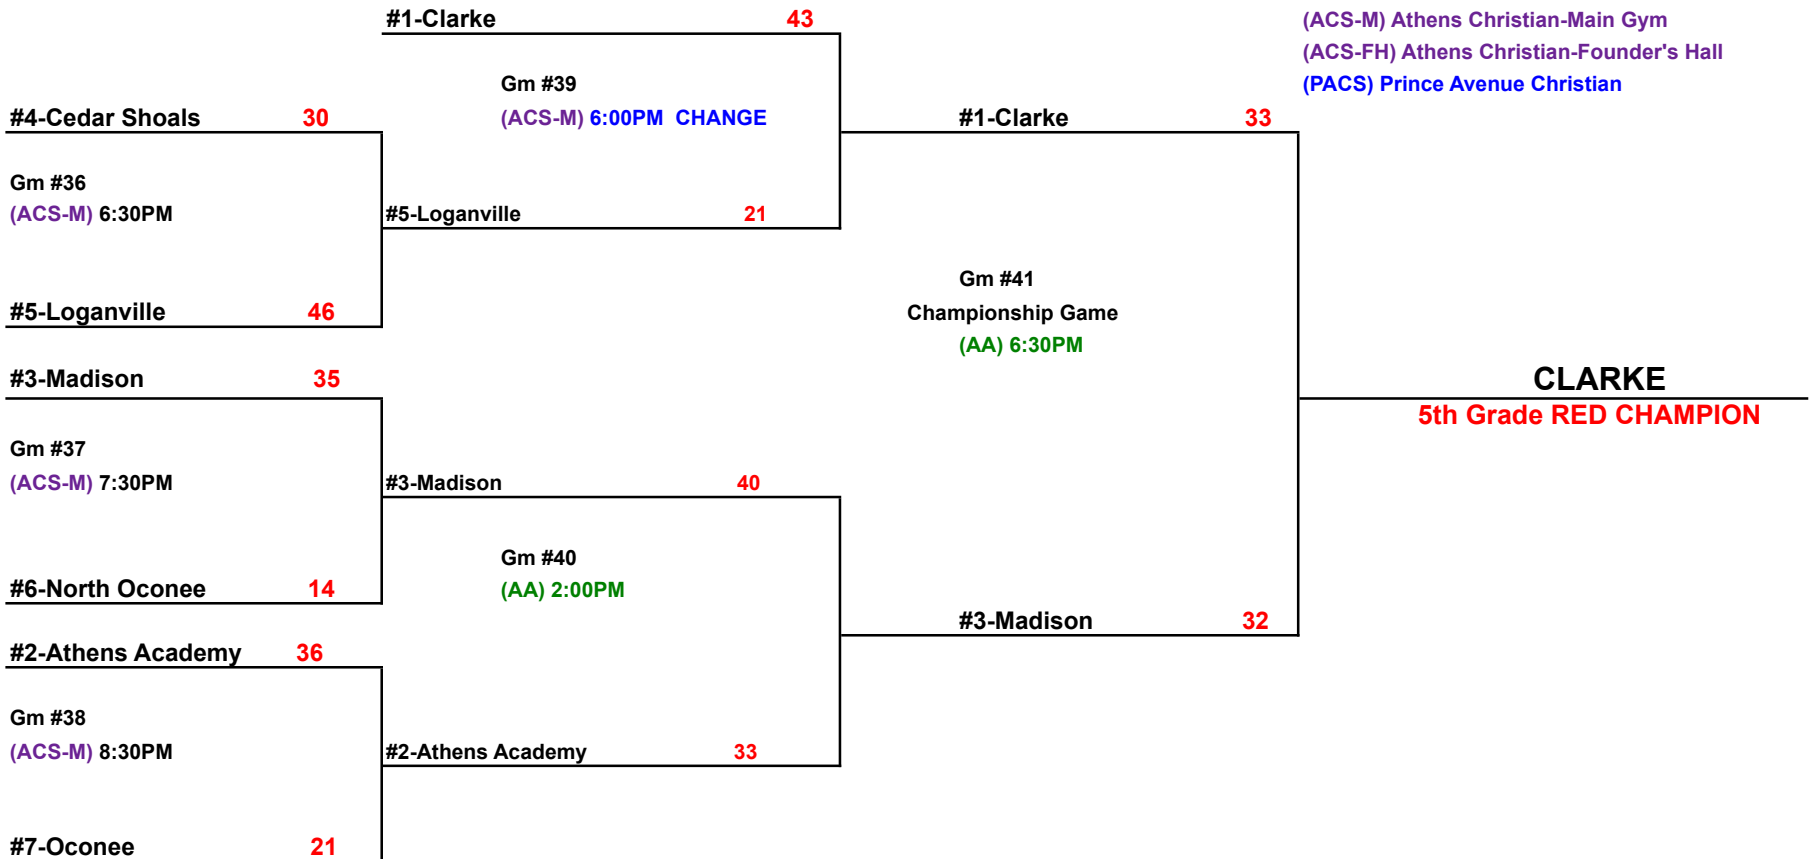 #1-Clarke 43
(ACS-M) Athens Christian-Main Gym
(ACS-FH) Athens Christian-Founder's Hall
(PACS) Prince Avenue Christian
Gm #39
(ACS-M) 6:00PM  CHANGE
#4-Cedar Shoals 30
#1-Clarke 33
Gm #36
(ACS-M) 6:30PM
#5-Loganville 21
Gm #41
Championship Game
(AA) 6:30PM
#5-Loganville 46
#3-Madison 35
CLARKE
5th Grade RED CHAMPION
Gm #37
(ACS-M) 7:30PM
#3-Madison 40
Gm #40
(AA) 2:00PM
#6-North Oconee 14
#3-Madison 32
#2-Athens Academy 36
Gm #38
(ACS-M) 8:30PM
#2-Athens Academy 33
#7-Oconee 21